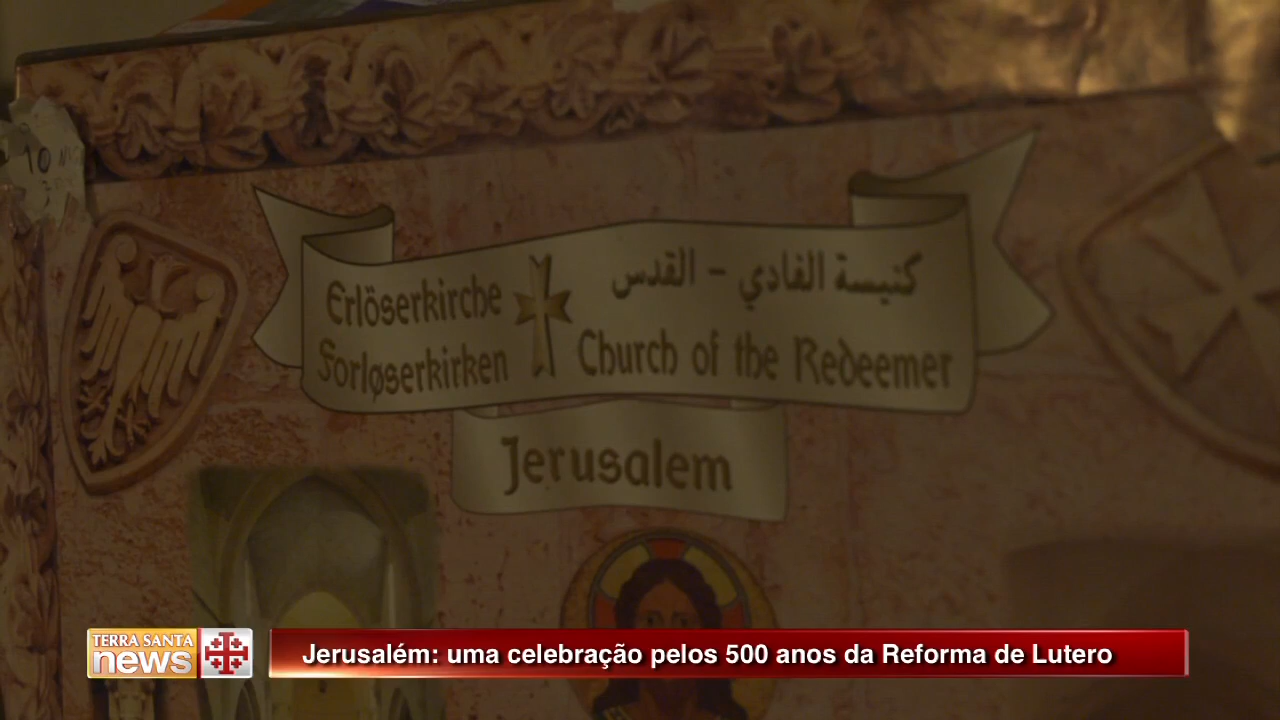 Erlöserkirche
Forløserkirken
كنيسة الفادي - القدس
Church of the Redeemer
Jerusalem
TERRA SANTA
news
Jerusalém: uma celebração pelos 500 anos da Reforma de Lutero